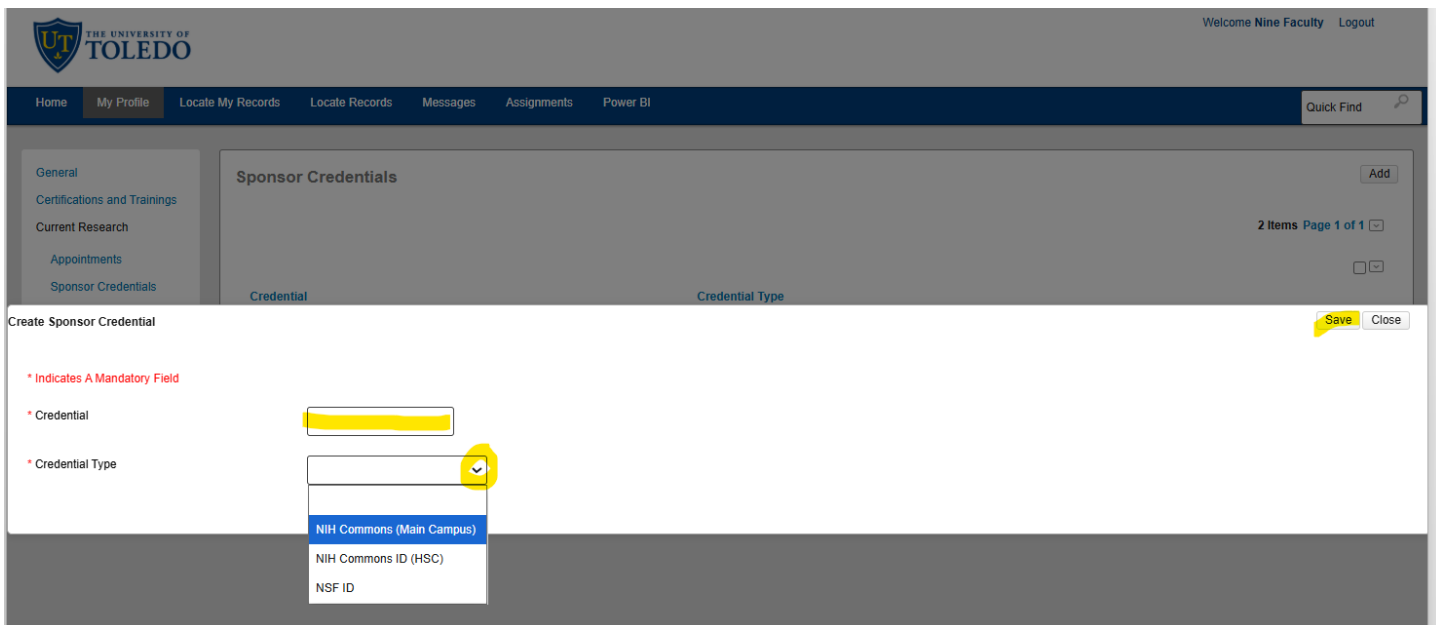 Welcome Nine Faculty Logout
UT THE UNIVERSITY OF
TOLEDO
Home My Profile Locate My Records Locate Records Messages Assignments Power BI Quick Find
General
Certifications and Trainings
Current Research
Appointments
Sponsor Credentials
Sponsor Credentials Add
2 Items Page 1 of 1
Credential Credential Type
Create Sponsor Credential Save Close
* Indicates A Mandatory Field
* Credential
* Credential Type
NIH Commons (Main Campus)
NIH Commons ID (HSC)
NSF ID